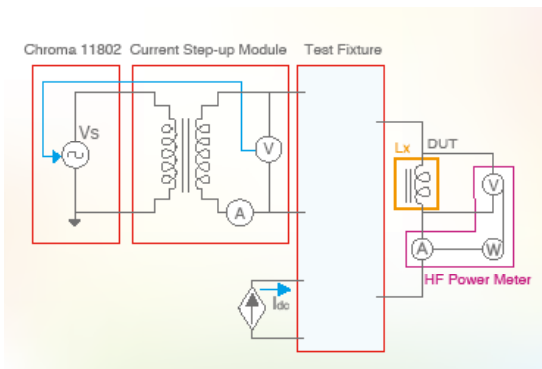 Chroma 11802 Current Step-up Module Test Fixture
Vs
V
A
Idc
Lx
DUT
V
A
W
HF Power Meter